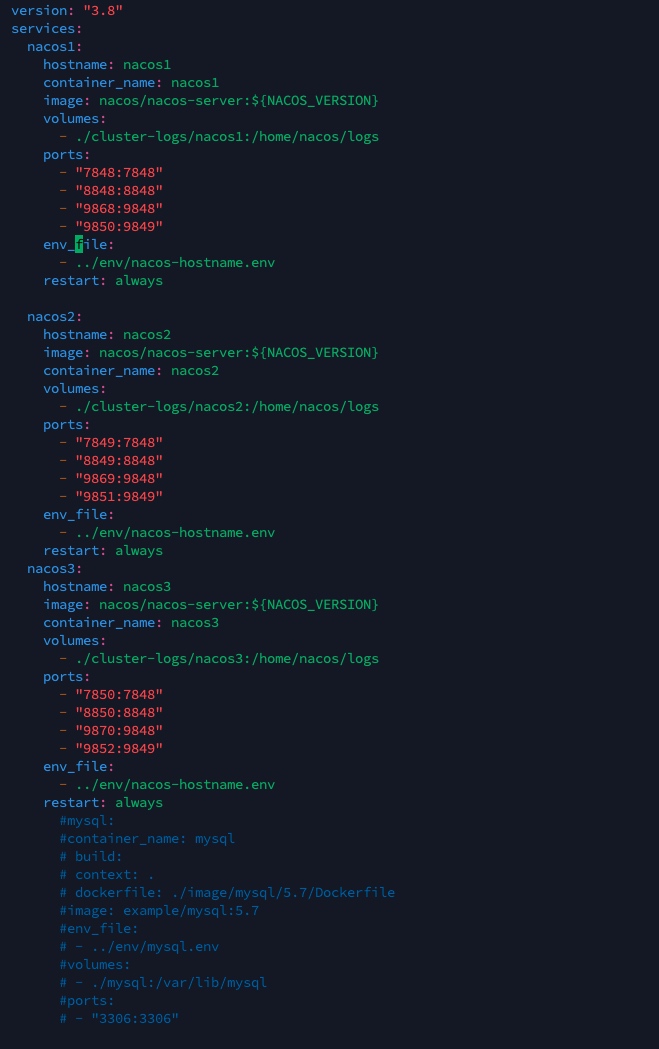 version: "3.8"
services:
  nacos1:
    hostname: nacos1
    container_name: nacos1
    image: nacos/nacos-server:${NACOS_VERSION}
    volumes:
      - ./cluster-logs/nacos1:/home/nacos/logs
    ports:
      - "7848:7848"
      - "8848:8848"
      - "9868:9848"
      - "9850:9849"
    env_file:
      - ../env/nacos-hostname.env
    restart: always

  nacos2:
    hostname: nacos2
    image: nacos/nacos-server:${NACOS_VERSION}
    container_name: nacos2
    volumes:
      - ./cluster-logs/nacos2:/home/nacos/logs
    ports:
      - "7849:7848"
      - "8849:8848"
      - "9869:9848"
      - "9851:9849"
    env_file:
      - ../env/nacos-hostname.env
    restart: always
  nacos3:
    hostname: nacos3
    image: nacos/nacos-server:${NACOS_VERSION}
    container_name: nacos3
    volumes:
      - ./cluster-logs/nacos3:/home/nacos/logs
    ports:
      - "7850:7848"
      - "8850:8848"
      - "9870:9848"
      - "9852:9849"
    env_file:
      - ../env/nacos-hostname.env
    restart: always
      #mysql:
      #container_name: mysql
      # build:
      # context: .
      # dockerfile: ./image/mysql/5.7/Dockerfile
      #image: example/mysql:5.7
      #env_file:
      # - ../env/mysql.env
      #volumes:
      # - ./mysql:/var/lib/mysql
      #ports:
      # - "3306:3306"